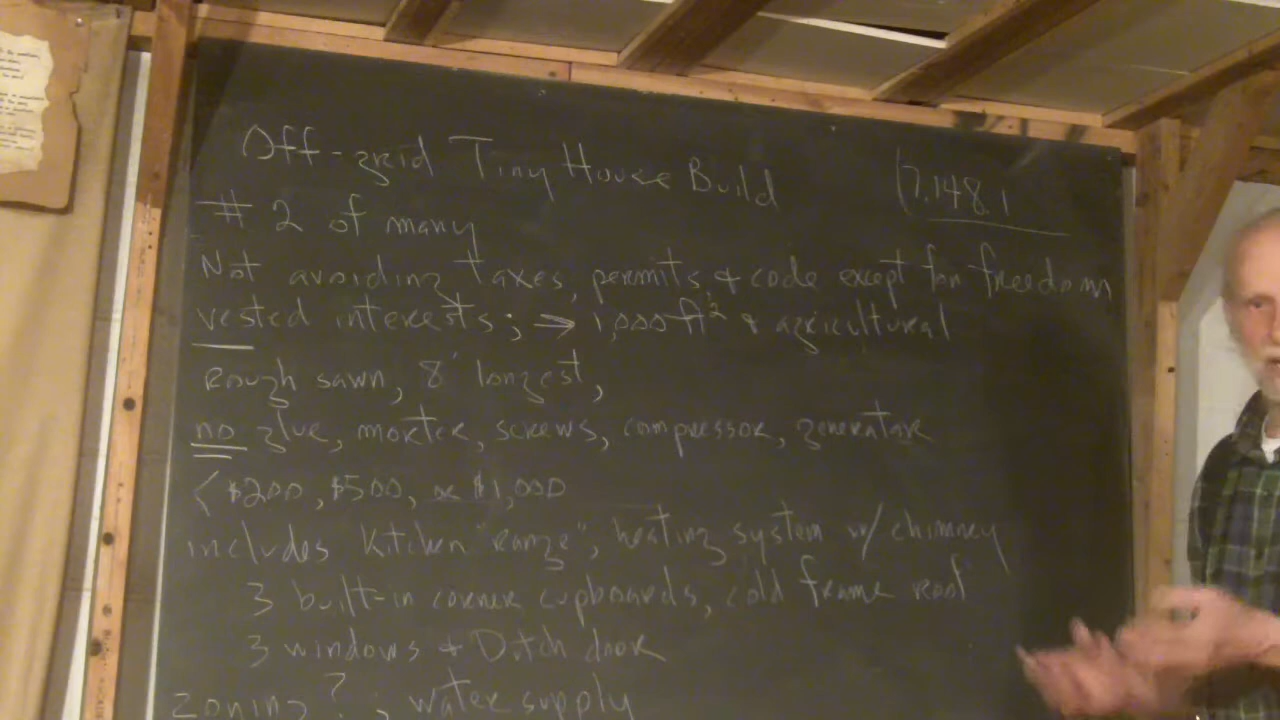 Off-grid Tiny House Build
17.148.1
# 2 of many
Not avoiding taxes, permits, & code except for freedom
vested interests; → 1,000 ft² & agricultural
Rough sawn, 8' longest,
no glue, morter, screws, compressor, generator
< $200, $500, or $1,000
includes kitchen "range", heating system w/ chimney
3 built-in corner cupboards, cold frame roof
3 windows & Dutch door
zoning?; water supply